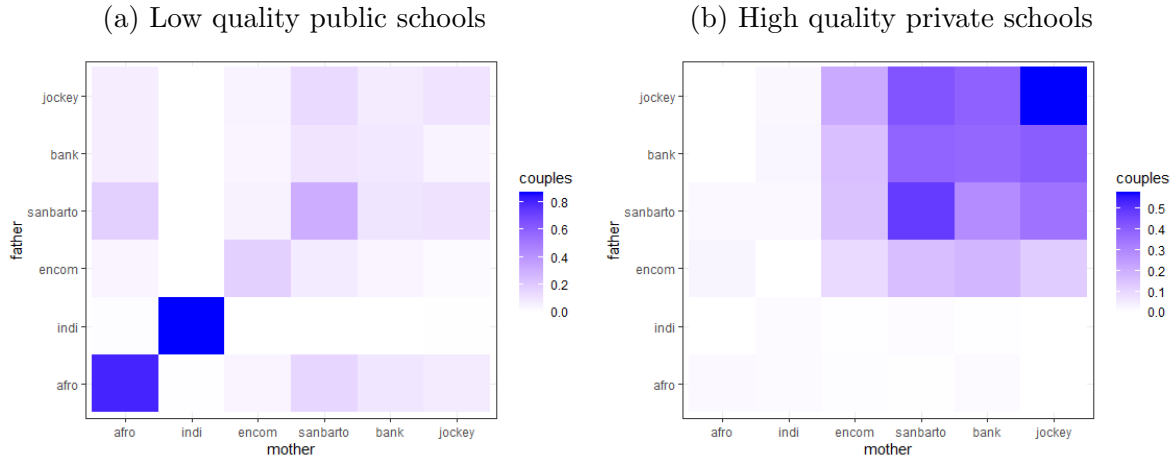 (a) Low quality public schools
jockey
bank
sanbarto
encom
indi
afro
father
afro indi encom sanbarto bank jockey
mother
couples
0.8
0.6
0.4
0.2
0.0
(b) High quality private schools
jockey
bank
sanbarto
encom
indi
afro
father
afro indi encom sanbarto bank jockey
mother
couples
0.5
0.4
0.3
0.2
0.1
0.0